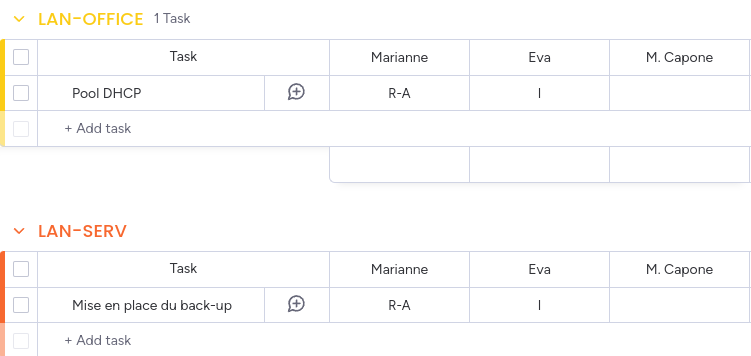 LAN-OFFICE 1 Task
Task Marianne Eva M. Capone
Pool DHCP R-A I
+ Add task
LAN-SERV
Task Marianne Eva M. Capone
Mise en place du back-up R-A I
+ Add task